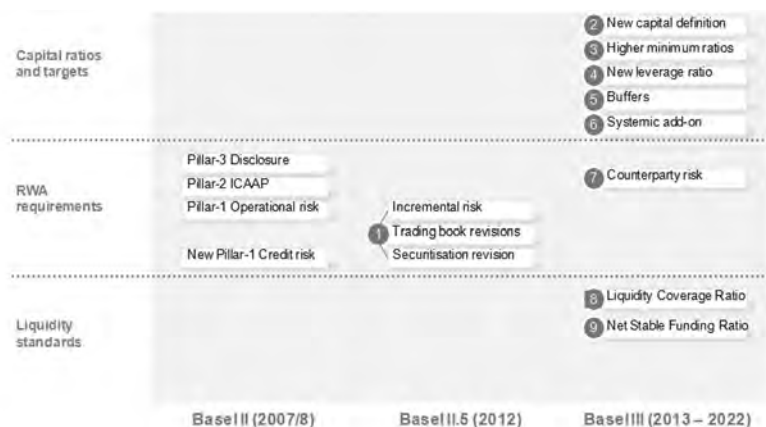 Capital ratios
and targets
2 New capital definition
3 Higher minimum ratios
4 New leverage ratio
5 Buffers
6 Systemic add-on
RWA
requirements
Pillar-3 Disclosure
Pillar-2 ICAAP
Pillar-1 Operational risk
New Pillar-1 Credit risk
Incremental risk
1 Trading book revisions
Securitisation revision
7 Counterparty risk
Liquidity
standards
8 Liquidity Coverage Ratio
9 Net Stable Funding Ratio
Basel II (2007/8)
Basel II.5 (2012)
Basel III (2013 – 2022)